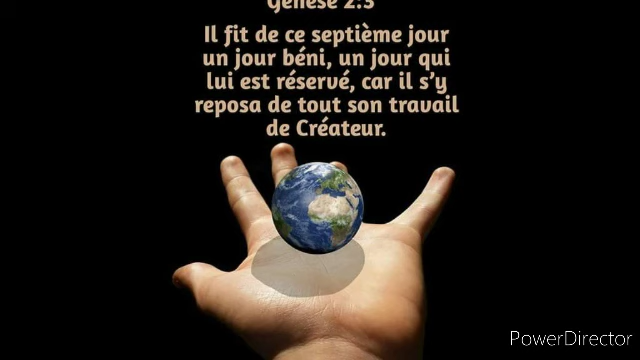 Genèse 2:3
Il fit de ce septième jour
un jour béni, un jour qui
lui est réservé, car il s’y
reposa de tout son travail
de Créateur.
PowerDirector